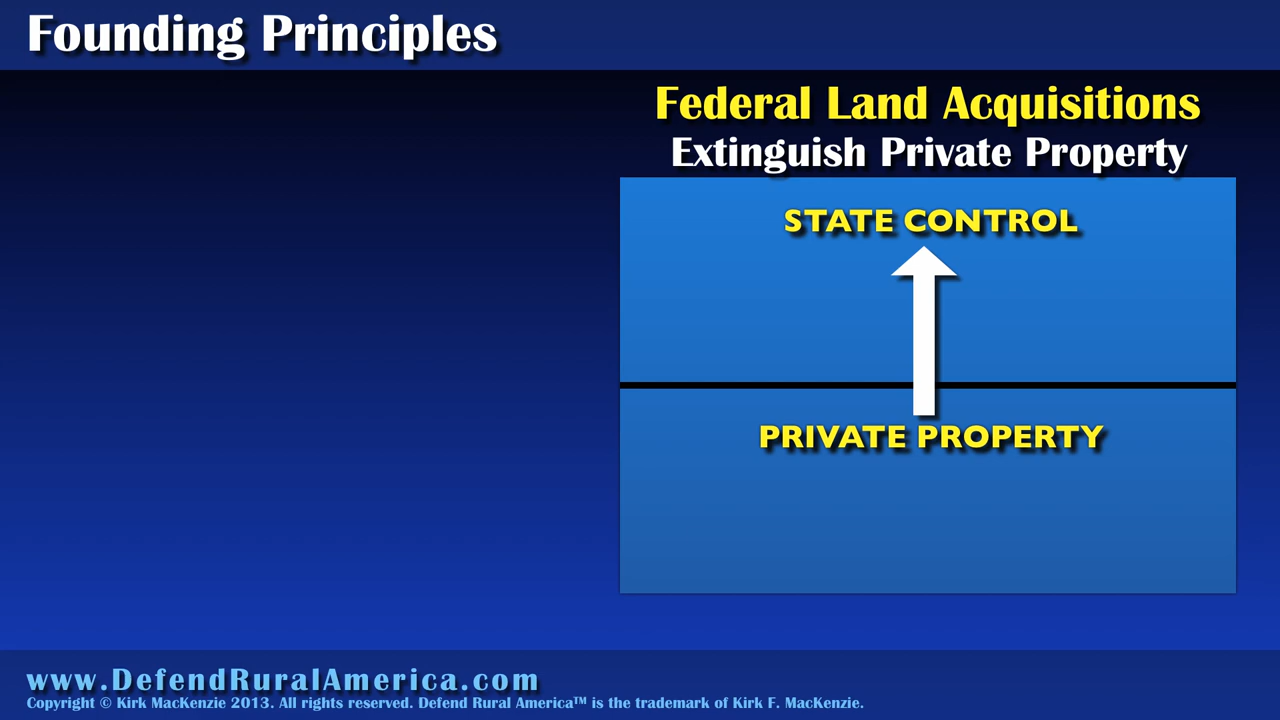 Founding Principles
Federal Land Acquisitions
Extinguish Private Property
STATE CONTROL
PRIVATE PROPERTY
www.DefendRuralAmerica.com
Copyright © Kirk MacKenzie 2013. All rights reserved. Defend Rural America™ is the trademark of Kirk F. MacKenzie.